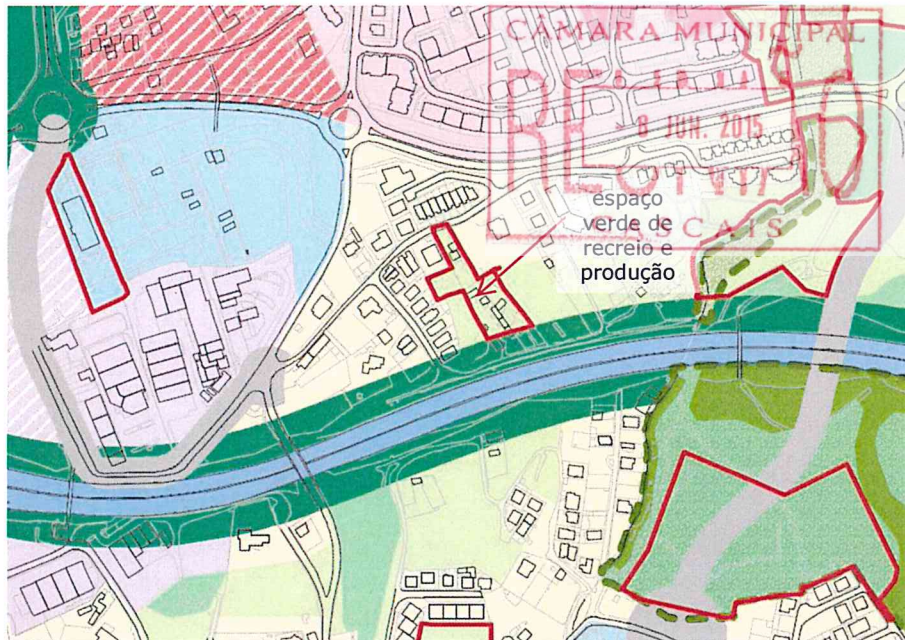 CÂMARA MUNICIPAL
8 JUN. 2015
CASCAIS
espaço
verde de
recreio e
produção